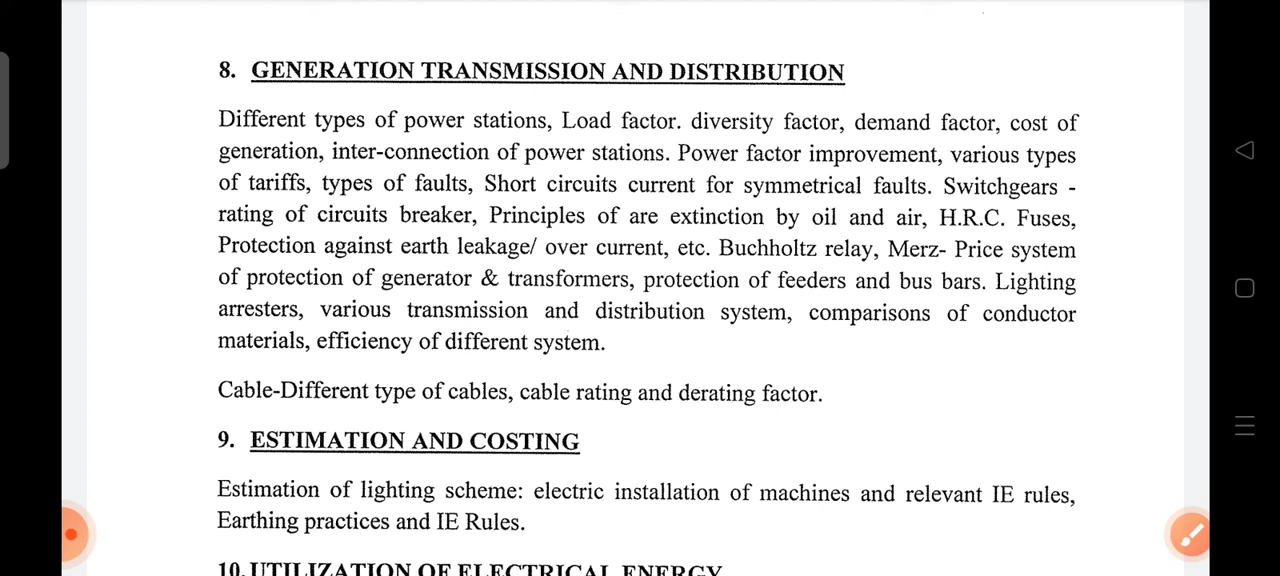 8. GENERATION TRANSMISSION AND DISTRIBUTION
Different types of power stations, Load factor. diversity factor, demand factor, cost of
generation, inter-connection of power stations. Power factor improvement, various types
of tariffs, types of faults, Short circuits current for symmetrical faults. Switchgears -
rating of circuits breaker, Principles of are extinction by oil and air, H.R.C. Fuses,
Protection against earth leakage/ over current, etc. Buchholtz relay, Merz- Price system
of protection of generator & transformers, protection of feeders and bus bars. Lighting
arresters, various transmission and distribution system, comparisons of conductor
materials, efficiency of different system.
Cable-Different type of cables, cable rating and derating factor.
9. ESTIMATION AND COSTING
Estimation of lighting scheme: electric installation of machines and relevant IE rules,
Earthing practices and IE Rules.
10. UTILIZATION OF ELECTRICAL ENERGY